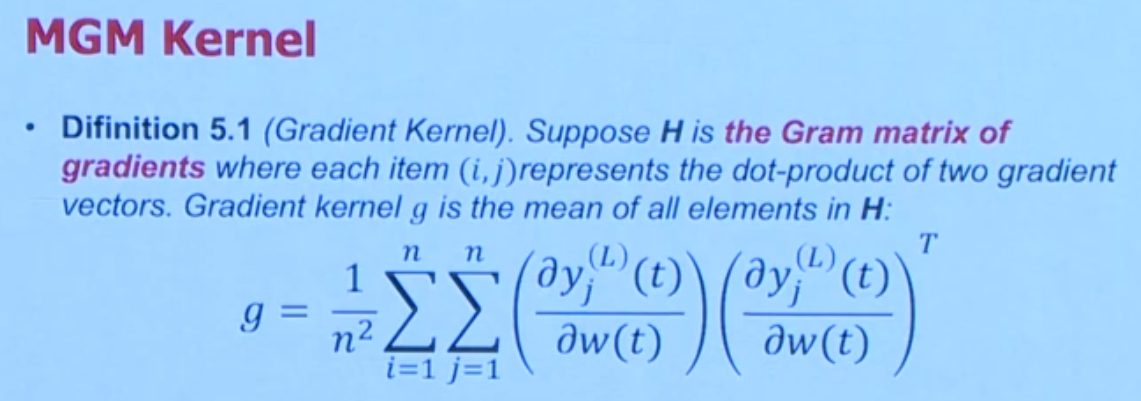 MGM Kernel
• Difinition 5.1 (Gradient Kernel). Suppose H is the Gram matrix of
gradients where each item (i,j)represents the dot-product of two gradient
vectors. Gradient kernel g is the mean of all elements in H:
g = \frac{1}{n^2} \sum_{i=1}^{n} \sum_{j=1}^{n} \left( \frac{\partial y_j^{(L)}(t)}{\partial w(t)} \right) \left( \frac{\partial y_j^{(L)}(t)}{\partial w(t)} \right)^T